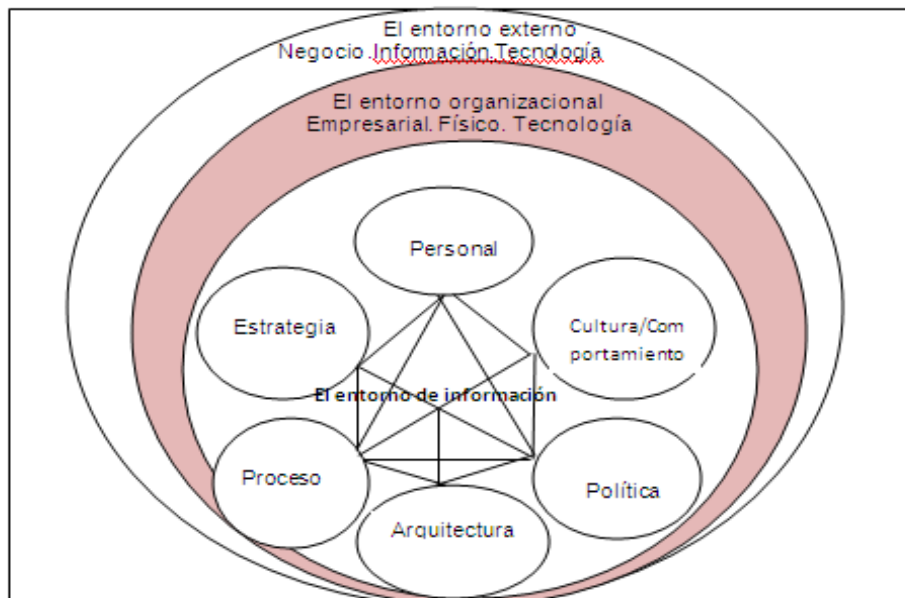 El entorno externo
Negocio.Información.Tecnología
El entorno organizacional
Empresarial. Físico. Tecnología
Personal
Estrategia
Cultura/Com
portamiento
El entorno de información
Proceso
Política
Arquitectura